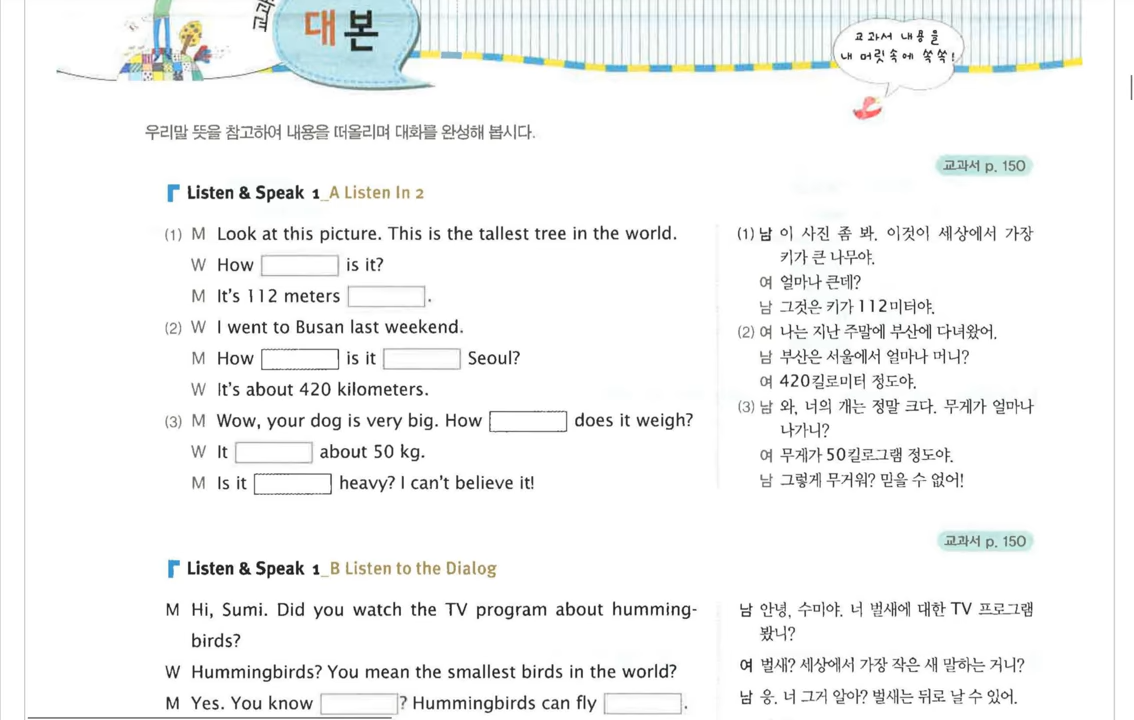 교과
대본
교과서 내용을
내 머릿속에 쏙쏙!
우리말 뜻을 참고하여 내용을 떠올리며 대화를 완성해 봅시다.
교과서 p. 150
Listen & Speak 1_A Listen In 2
(1) M Look at this picture. This is the tallest tree in the world.
W How is it?
M It's 112 meters .
(2) W I went to Busan last weekend.
M How is it Seoul?
W It's about 420 kilometers.
(3) M Wow, your dog is very big. How does it weigh?
W It about 50 kg.
M Is it heavy? I can't believe it!
(1) 남 이 사진 좀 봐. 이것이 세상에서 가장
키가 큰 나무야.
여 얼마나 큰데?
남 그것은 키가 112미터야.
(2) 여 나는 지난 주말에 부산에 다녀왔어.
남 부산은 서울에서 얼마나 머니?
여 420킬로미터 정도야.
(3) 남 와, 너의 개는 정말 크다. 무게가 얼마나
나가니?
여 무게가 50킬로그램 정도야.
남 그렇게 무거워? 믿을 수 없어!
교과서 p. 150
Listen & Speak 1_B Listen to the Dialog
M Hi, Sumi. Did you watch the TV program about humming-
birds?
W Hummingbirds? You mean the smallest birds in the world?
M Yes. You know ? Hummingbirds can fly .
남 안녕, 수미야. 너 벌새에 대한 TV 프로그램
봤니?
여 벌새? 세상에서 가장 작은 새 말하는 거니?
남 응. 너 그거 알아? 벌새는 뒤로 날 수 있어.